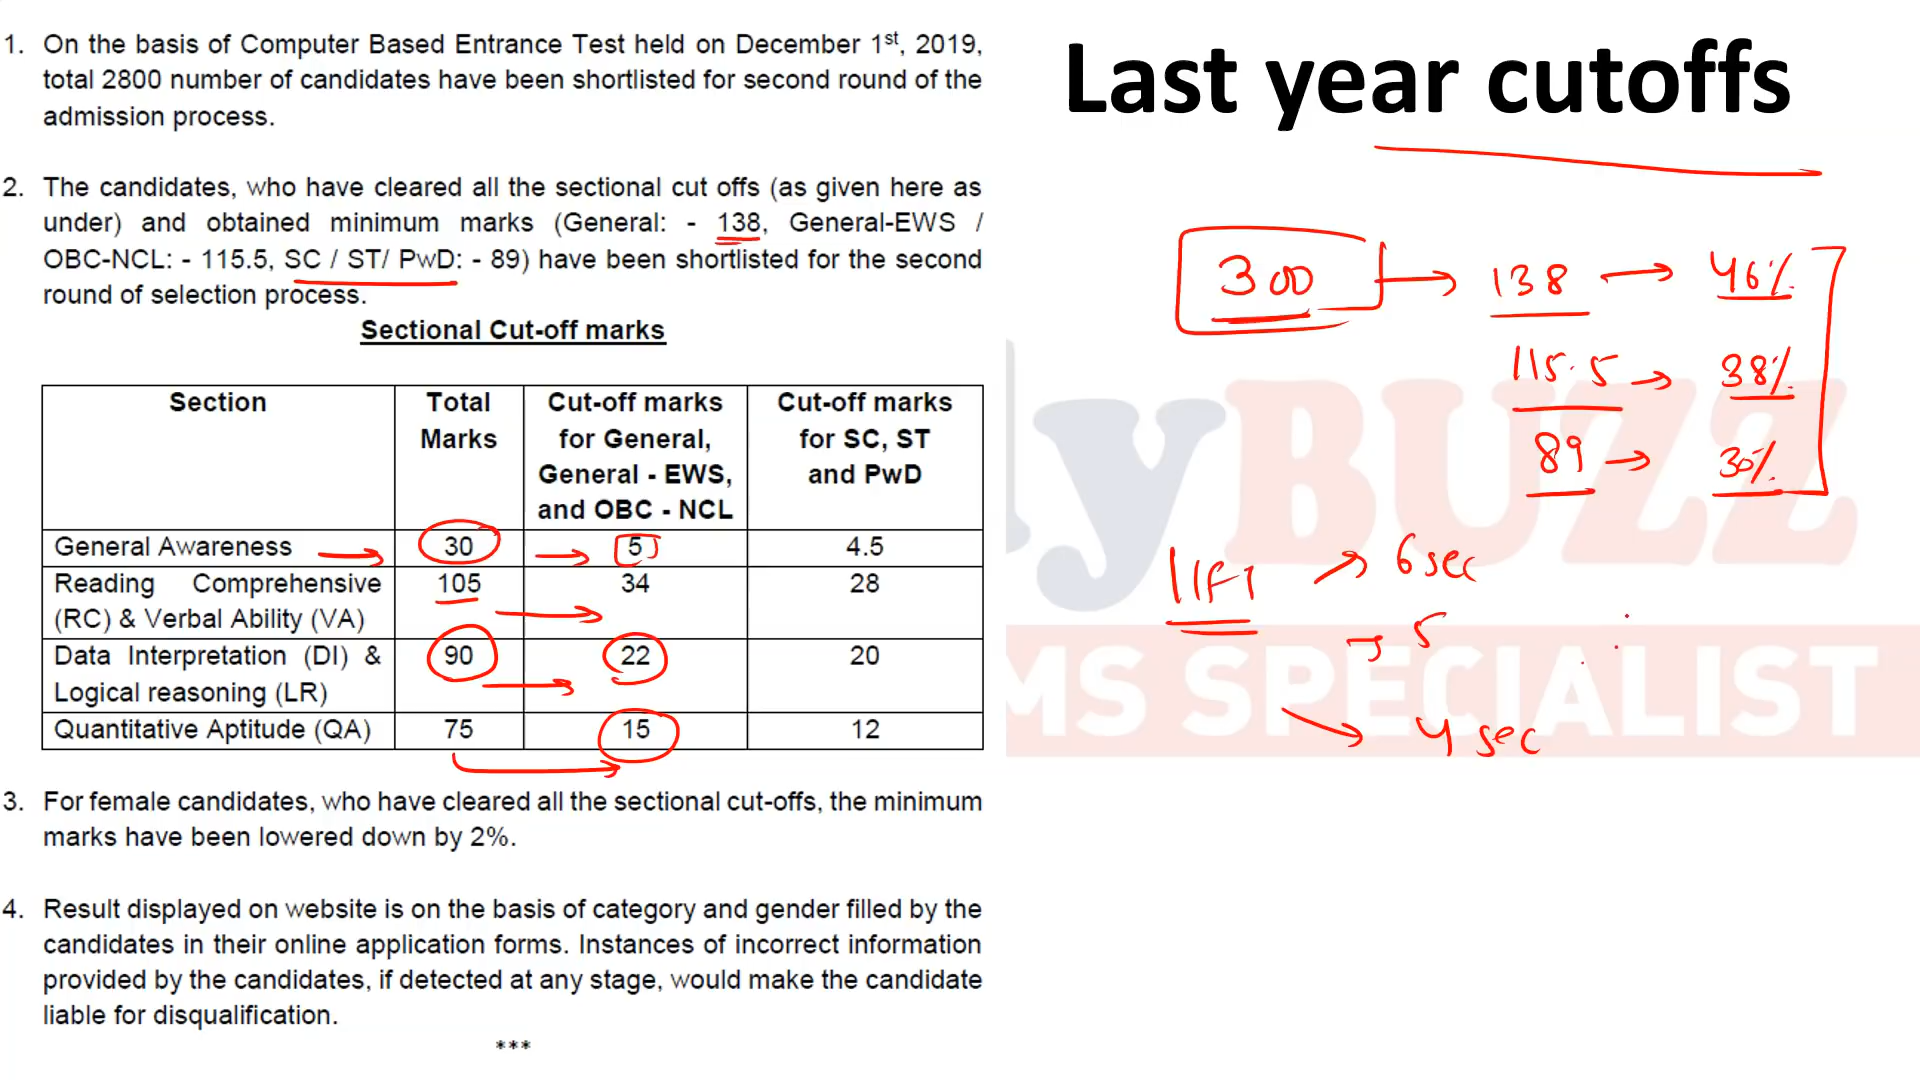 1. On the basis of Computer Based Entrance Test held on December 1st, 2019,
total 2800 number of candidates have been shortlisted for second round of the
admission process.
2. The candidates, who have cleared all the sectional cut offs (as given here as
under) and obtained minimum marks (General: - 138, General-EWS /
OBC-NCL: - 115.5, SC / ST/ PwD: - 89) have been shortlisted for the second
round of selection process.
Sectional Cut-off marks
Section Total Marks Cut-off marks for General, General - EWS, and OBC - NCL Cut-off marks for SC, ST and PwD
General Awareness 30 5 4.5
Reading Comprehensive (RC) & Verbal Ability (VA) 105 34 28
Data Interpretation (DI) & Logical reasoning (LR) 90 22 20
Quantitative Aptitude (QA) 75 15 12
3. For female candidates, who have cleared all the sectional cut-offs, the minimum
marks have been lowered down by 2%.
4. Result displayed on website is on the basis of category and gender filled by the
candidates in their online application forms. Instances of incorrect information
provided by the candidates, if detected at any stage, would make the candidate
liable for disqualification.
***
Last year cutoffs
300 → 138 → 46%
115.5 → 38%
89 → 30%
IIFT → 6 sec
→ 5
→ 4 sec
yBUZZ
MS SPECIALIST